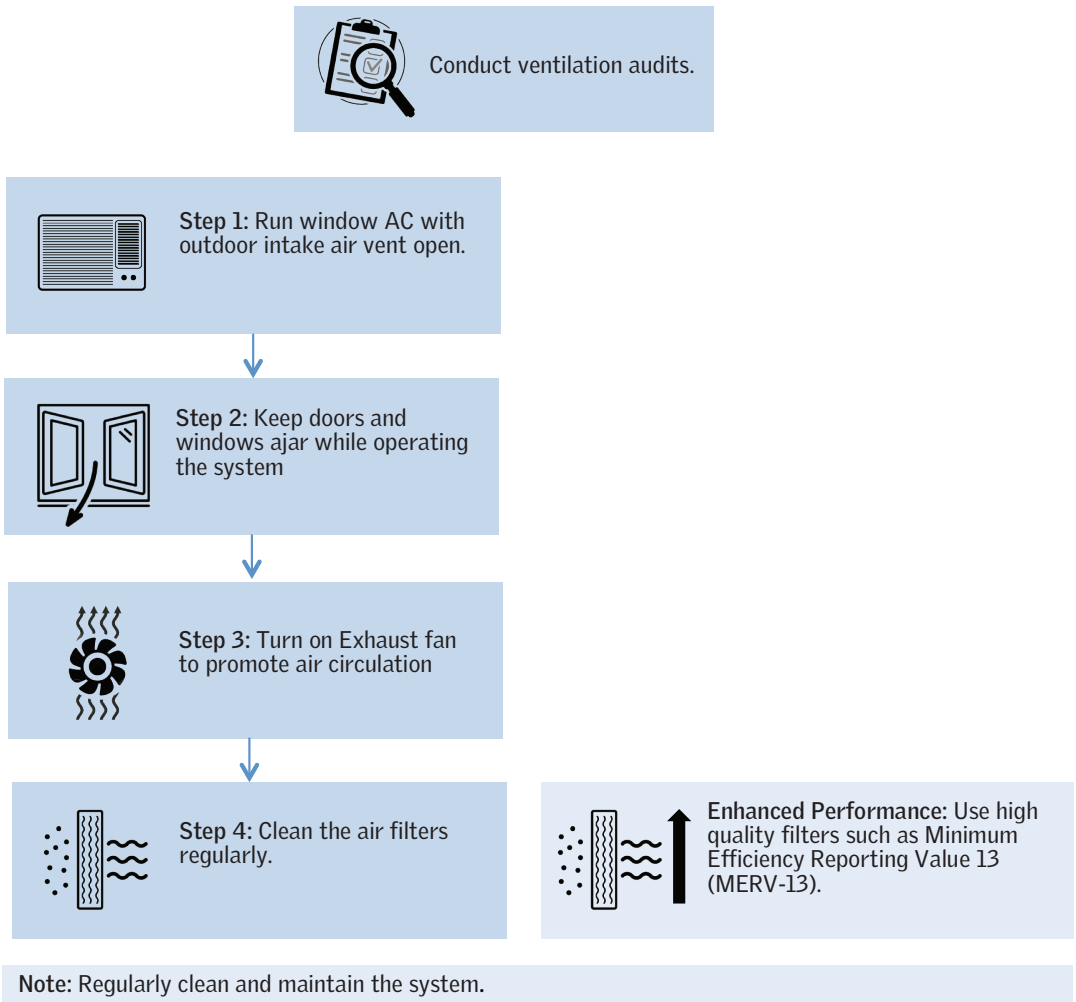 Conduct ventilation audits.
Step 1: Run window AC with
outdoor intake air vent open.
Step 2: Keep doors and
windows ajar while operating
the system
Step 3: Turn on Exhaust fan
to promote air circulation
Step 4: Clean the air filters
regularly.
Enhanced Performance: Use high
quality filters such as Minimum
Efficiency Reporting Value 13
(MERV-13).
Note: Regularly clean and maintain the system.